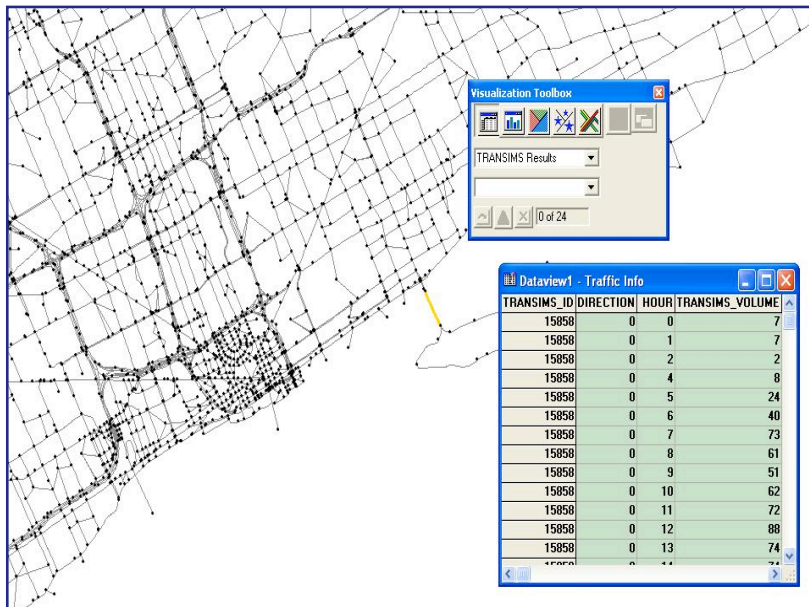 Visualization Toolbox
TRANSIMS Results
0 of 24
Dataview1 - Traffic Info
TRANSIMS_ID DIRECTION HOUR TRANSIMS_VOLUME
15858 0 0 7
15858 0 1 7
15858 0 2 2
15858 0 4 8
15858 0 5 24
15858 0 6 40
15858 0 7 73
15858 0 8 61
15858 0 9 51
15858 0 10 62
15858 0 11 72
15858 0 12 88
15858 0 13 74